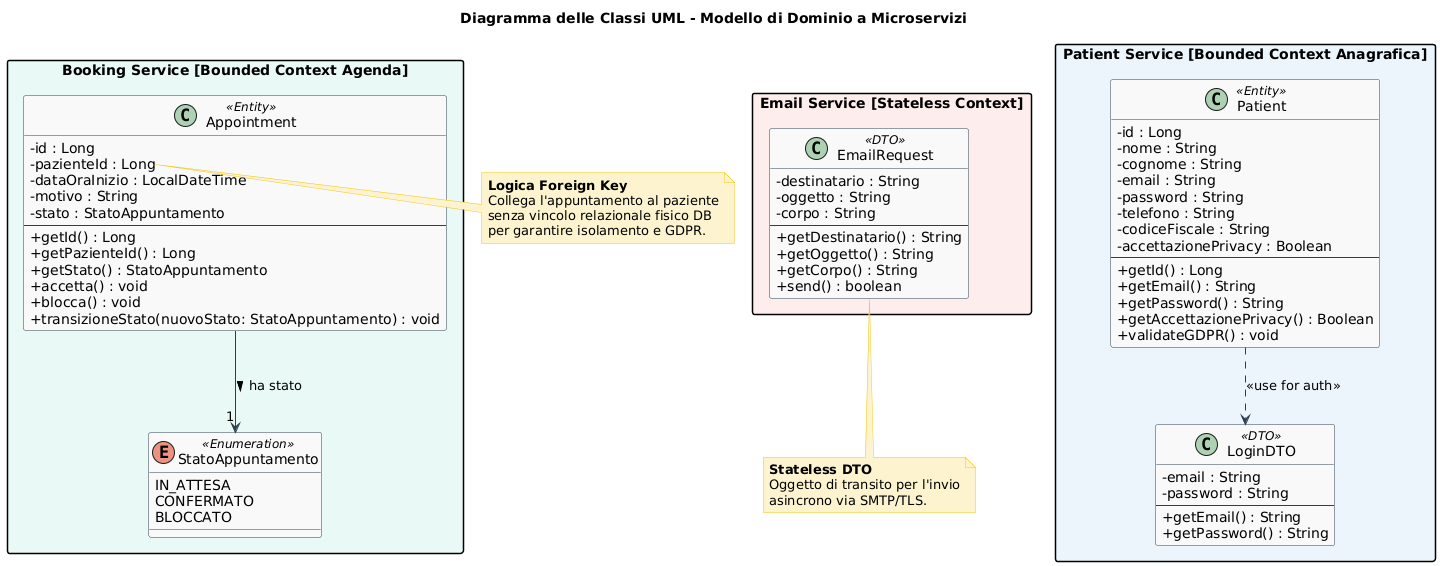 Diagramma delle Classi UML - Modello di Dominio a Microservizi
Booking Service [Bounded Context Agenda]
C
«Entity»
Appointment
-id : Long
-pazienteId : Long
-dataOraInizio : LocalDateTime
-motivo : String
-stato : StatoAppuntamento
+getId() : Long
+getPazienteId() : Long
+getStato() : StatoAppuntamento
+accetta() : void
+blocca() : void
+transizioneStato(nuovoStato: StatoAppuntamento) : void
ha stato
1
E
«Enumeration»
StatoAppuntamento
IN_ATTESA
CONFERMATO
BLOCCATO
Logica Foreign Key
Collega l'appuntamento al paziente
senza vincolo relazionale fisico DB
per garantire isolamento e GDPR.
Email Service [Stateless Context]
C
«DTO»
EmailRequest
-destinatario : String
-oggetto : String
-corpo : String
+getDestinatario() : String
+getOggetto() : String
+getCorpo() : String
+send() : boolean
Stateless DTO
Oggetto di transito per l'invio
asincrono via SMTP/TLS.
Patient Service [Bounded Context Anagrafica]
C
«Entity»
Patient
-id : Long
-nome : String
-cognome : String
-email : String
-password : String
-telefono : String
-codiceFiscale : String
-accettazionePrivacy : Boolean
+getId() : Long
+getEmail() : String
+getPassword() : String
+getAccettazionePrivacy() : Boolean
+validateGDPR() : void
«use for auth»
C
«DTO»
LoginDTO
-email : String
-password : String
+getEmail() : String
+getPassword() : String